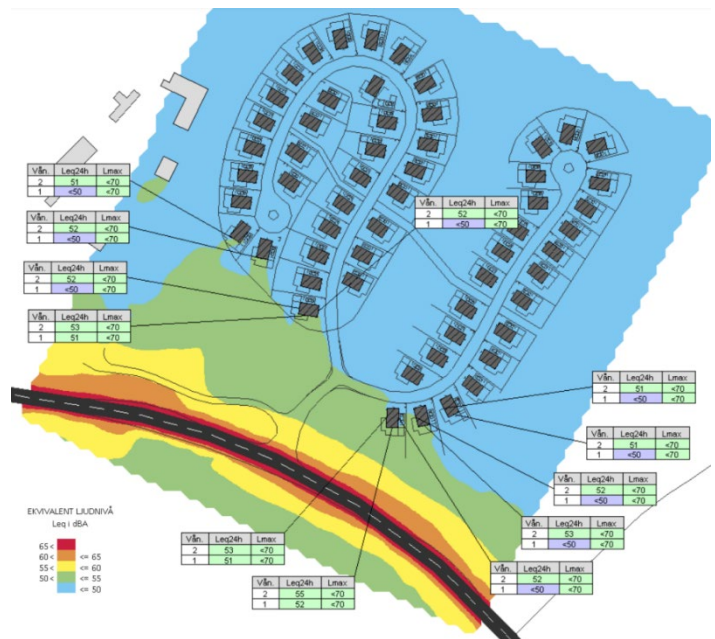 Vån. Leq24h Lmax
2 51 <70
1 <50 <70
Vån. Leq24h Lmax
2 52 <70
1 <50 <70
Vån. Leq24h Lmax
2 52 <70
1 <50 <70
Vån. Leq24h Lmax
2 52 <70
1 <50 <70
Vån. Leq24h Lmax
2 53 <70
1 51 <70
Vån. Leq24h Lmax
2 51 <70
1 <50 <70
Vån. Leq24h Lmax
2 51 <70
1 <50 <70
Vån. Leq24h Lmax
2 52 <70
1 <50 <70
Vån. Leq24h Lmax
2 53 <70
1 <50 <70
Vån. Leq24h Lmax
2 53 <70
1 51 <70
Vån. Leq24h Lmax
2 52 <70
1 <50 <70
Vån. Leq24h Lmax
2 55 <70
1 52 <70
EKVIVALENT LJUDNIVÅ
Leq i dBA
65 <
60 < <= 65
55 < <= 60
50 < <= 55
<= 50